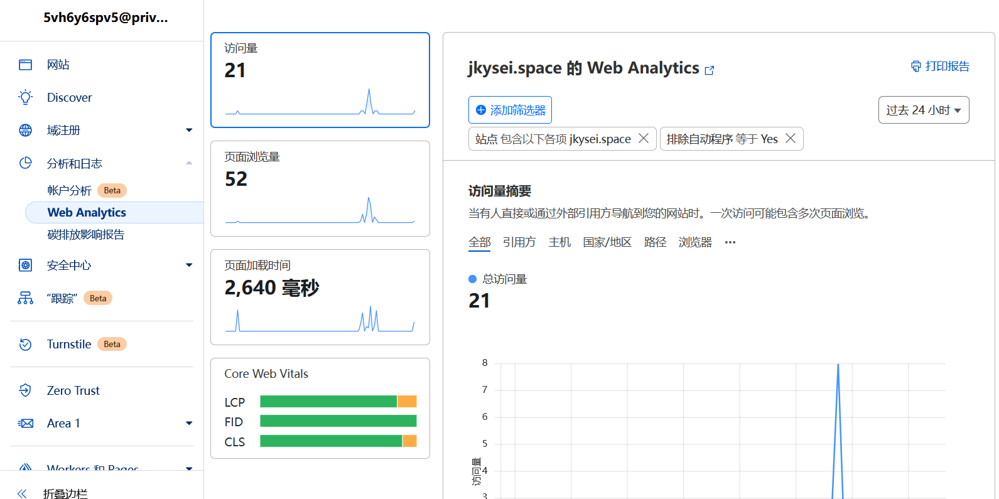 5vh6y6spv5@priv...
网站
Discover
域注册
分析和日志
帐户分析 Beta
Web Analytics
碳排放影响报告
安全中心
“跟踪” Beta
Turnstile Beta
Zero Trust
Area 1
Workers 和 Pages
折叠边栏
访问量
21
页面浏览量
52
页面加载时间
2,640 毫秒
Core Web Vitals
LCP
FID
CLS
jkysei.space 的 Web Analytics
打印报告
添加筛选器
过去 24 小时
站点 包含以下各项 jkysei.space
排除自动程序 等于 Yes
访问量摘要
当有人直接或通过外部引用方导航到您的网站时。一次访问可能包含多次页面浏览。
全部 引用方 主机 国家/地区 路径 浏览器 •••
总访问量
21
8
7
6
5
4
3
访问量